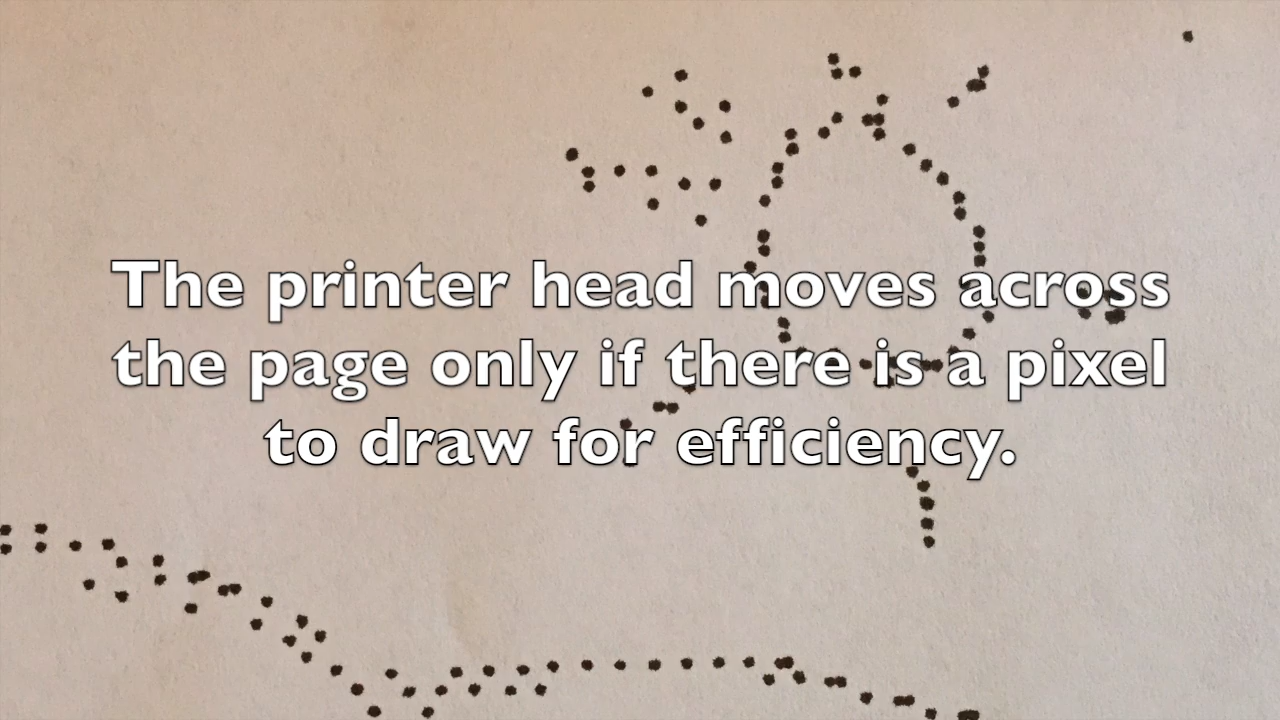 The printer head moves across
the page only if there is a pixel
to draw for efficiency.